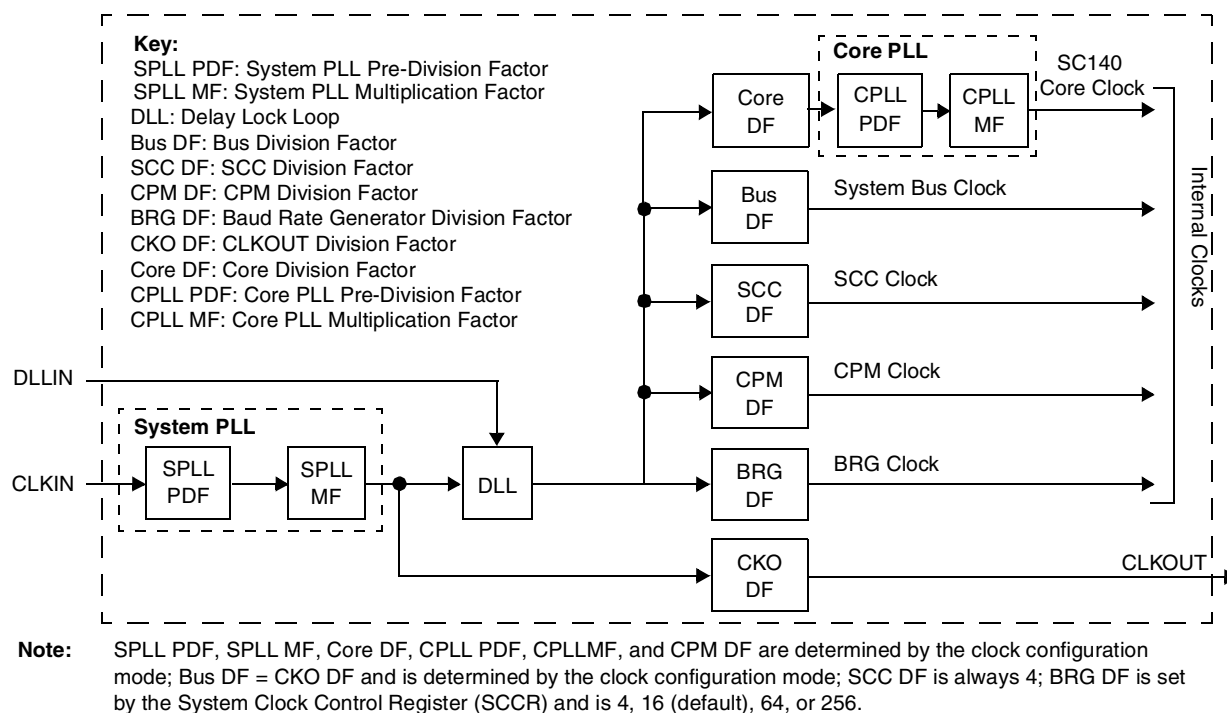 Key:
SPLL PDF: System PLL Pre-Division Factor
SPLL MF: System PLL Multiplication Factor
DLL: Delay Lock Loop
Bus DF: Bus Division Factor
SCC DF: SCC Division Factor
CPM DF: CPM Division Factor
BRG DF: Baud Rate Generator Division Factor
CKO DF: CLKOUT Division Factor
Core DF: Core Division Factor
CPLL PDF: Core PLL Pre-Division Factor
CPLL MF: Core PLL Multiplication Factor
Core PLL
Core
DF
CPLL
PDF
CPLL
MF
SC140
Core Clock
Bus
DF
System Bus Clock
SCC
DF
SCC Clock
CPM
DF
CPM Clock
BRG
DF
BRG Clock
Internal Clocks
DLLIN
System PLL
CLKIN
SPLL
PDF
SPLL
MF
DLL
CKO
DF
CLKOUT
Note: SPLL PDF, SPLL MF, Core DF, CPLL PDF, CPLLMF, and CPM DF are determined by the clock configuration
mode; Bus DF = CKO DF and is determined by the clock configuration mode; SCC DF is always 4; BRG DF is set
by the System Clock Control Register (SCCR) and is 4, 16 (default), 64, or 256.